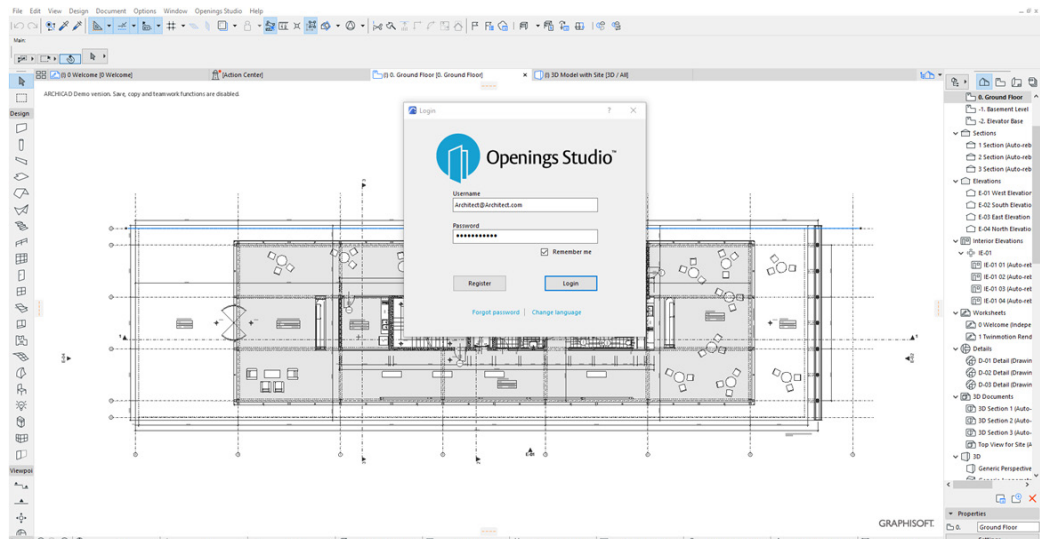 File Edit View Design Document Options Window Openings Studio Help
Main:
(I) 0 Welcome [0 Welcome]
[Action Center]
(I) 0. Ground Floor [0. Ground Floor]
(I) 3D Model with Site [3D / All]
ARCHICAD Demo version. Save, copy and teamwork functions are disabled.
Design
Viewpoi
Login
Openings Studio™
Username
Architect@Architect.com
Password
Remember me
Register
Login
Forgot password
Change language
0. Ground Floor
-1. Basement Level
-2. Elevator Base
Sections
1 Section (Auto-reb
2 Section (Auto-reb
3 Section (Auto-reb
Elevations
E-01 West Elevation
E-02 South Elevatio
E-03 East Elevation
E-04 North Elevatio
Interior Elevations
IE-01
IE-01 01 (Auto-ret
IE-01 02 (Auto-ret
IE-01 03 (Auto-ret
IE-01 04 (Auto-ret
Worksheets
0 Welcome (Indepe
1 Twinmotion Rend
Details
D-01 Detail (Drawin
D-02 Detail (Drawin
D-03 Detail (Drawin
3D Documents
3D Section 1 (Auto-
3D Section 2 (Auto-
3D Section 3 (Auto-
Top View for Site (A
3D
Generic Perspective
Properties
0.
Ground Floor
GRAPHISOFT.